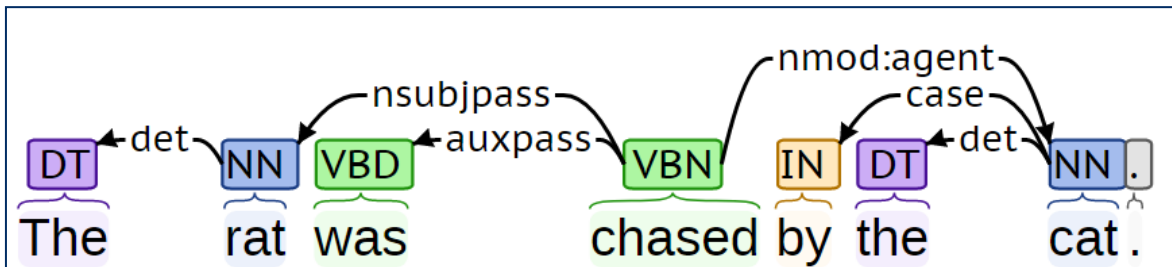 nmod:agent
nsubjpass case
det auxpass det
DT NN VBD VBN IN DT NN .
The rat was chased by the cat .